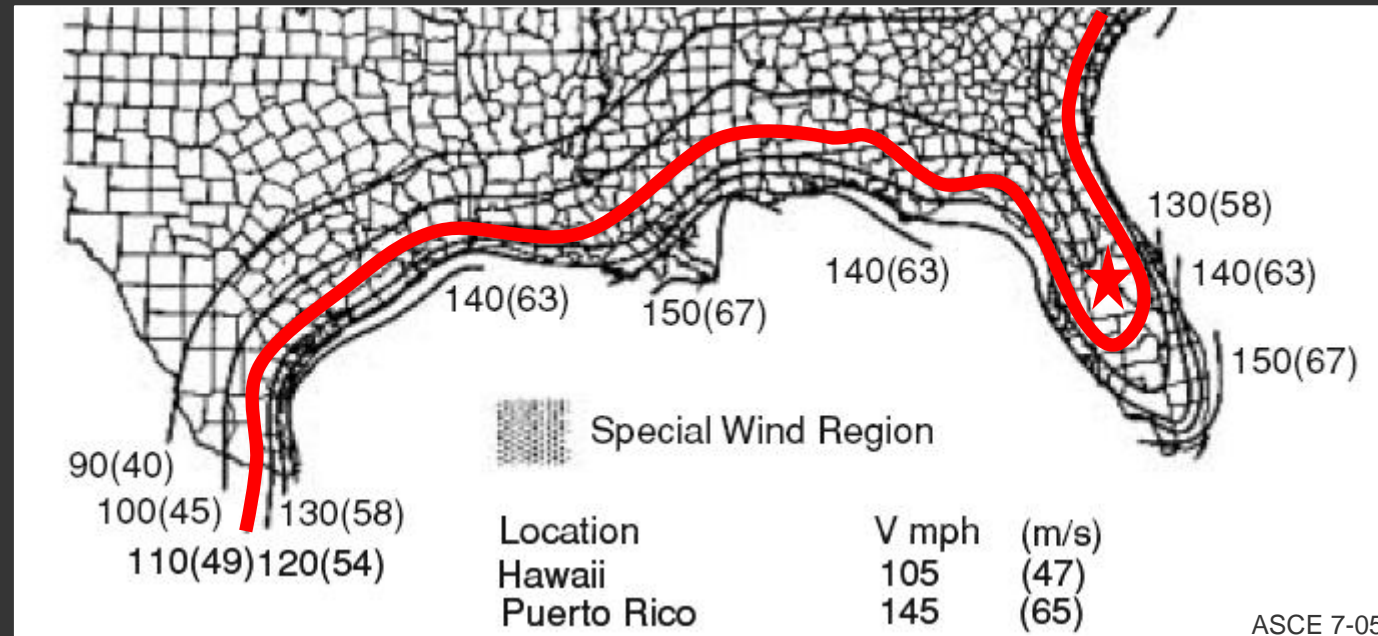 130(58)
140(63)
140(63)
140(63)
150(67)
150(67)
Special Wind Region
90(40)
100(45)
130(58)
110(49)
120(54)
Location V mph (m/s)
Hawaii 105 (47)
Puerto Rico 145 (65)
ASCE 7-05